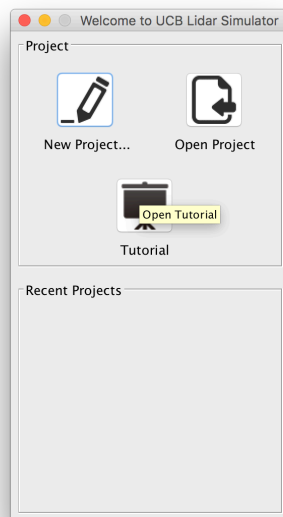 Welcome to UCB Lidar Simulator
Project
New Project...
Open Project
Open Tutorial
Tutorial
Recent Projects